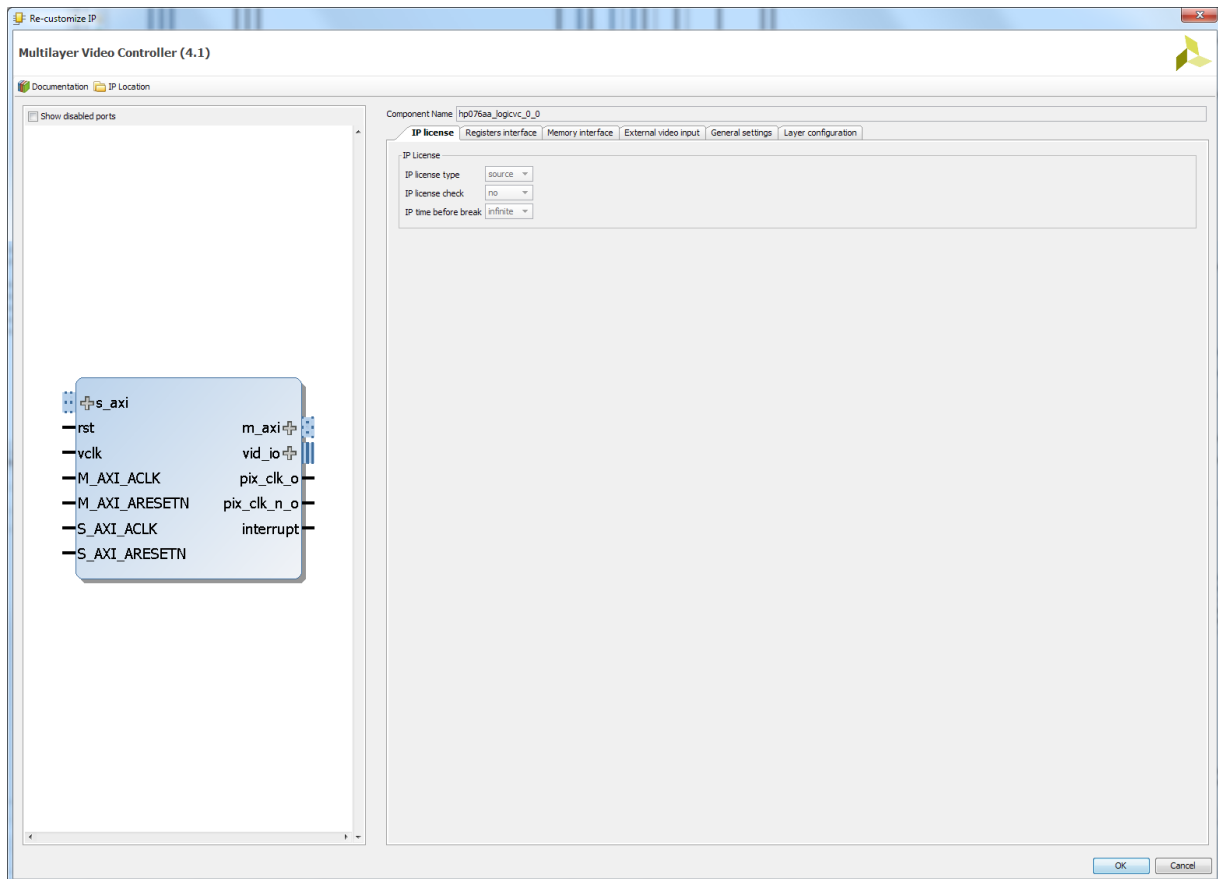 Re-customize IP
Multilayer Video Controller (4.1)
Documentation IP Location
Show disabled ports
s_axi
rst m_axi
vclk vid_io
M_AXI_ACLK pix_clk_o
M_AXI_ARESETN pix_clk_n_o
S_AXI_ACLK interrupt
S_AXI_ARESETN
Component Name hp076aa_logicvc_0_0
IP license Registers interface Memory interface External video input General settings Layer configuration
IP License
IP license type source
IP license check no
IP time before break infinite
OK Cancel